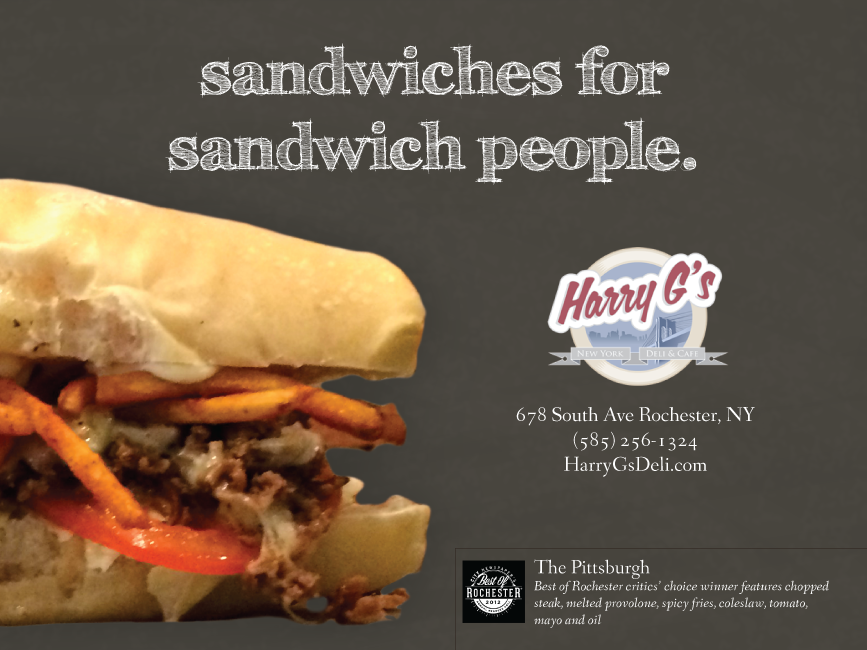 sandwiches for
sandwich people.
Harry G's
NEW YORK DELI & CAFE
678 South Ave Rochester, NY
(585) 256-1324
HarryGsDeli.com
CITY NEWSPAPER'S
Best Of
ROCHESTER
2012
The Pittsburgh
Best of Rochester critics' choice winner features chopped
steak, melted provolone, spicy fries, coleslaw, tomato,
mayo and oil